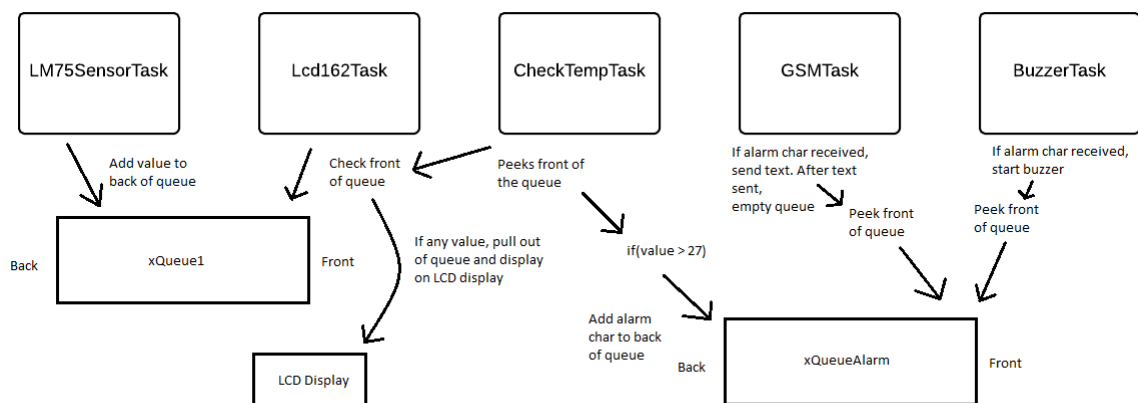 LM75SensorTask
Lcd162Task
CheckTempTask
GSMTask
BuzzerTask
Add value to
back of queue
Check front
of queue
Peeks front of
the queue
If alarm char received,
send text. After text
sent,
empty queue
If alarm char received,
start buzzer
Peek front
of queue
Peek front
of queue
Back
xQueue1
Front
If any value, pull out
of queue and display
on LCD display
if(value > 27)
Add alarm
char to back
of queue
Back
xQueueAlarm
Front
LCD Display